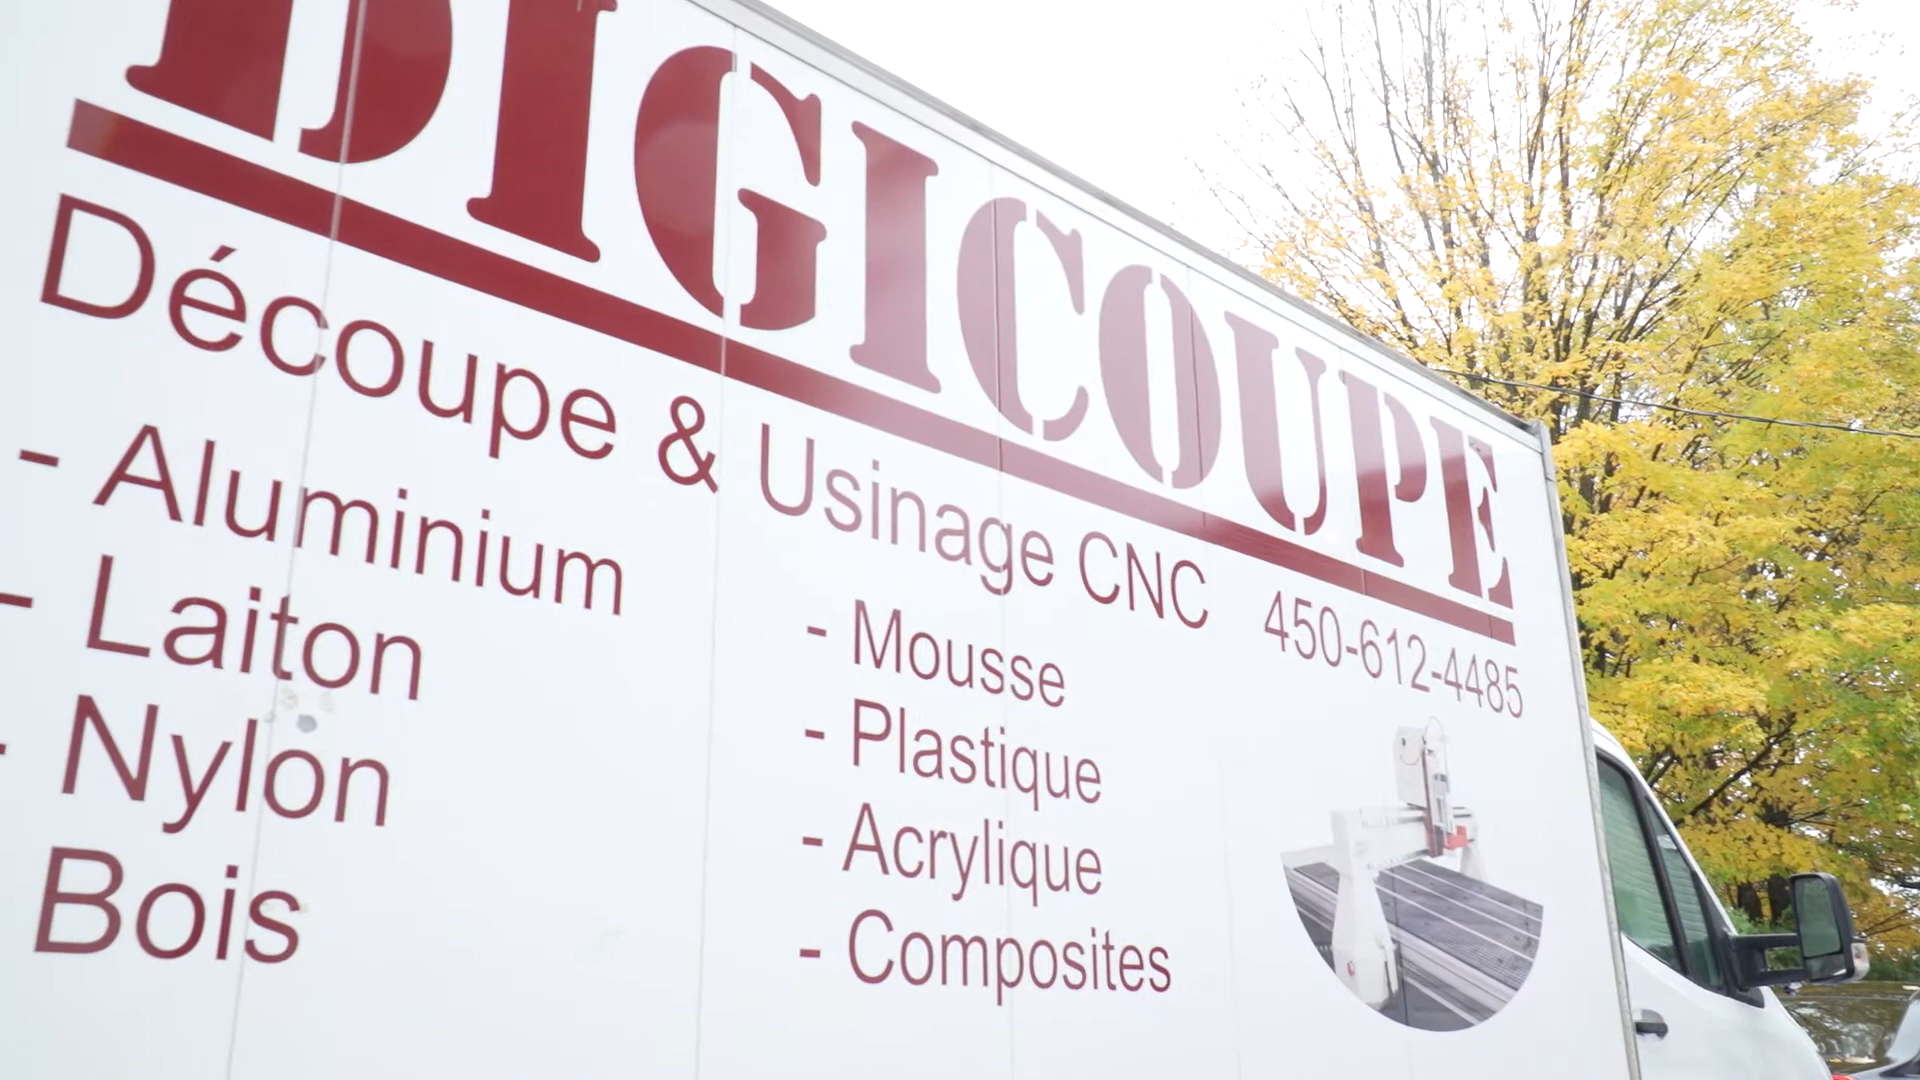 DIGICOUPE
Découpe & Usinage CNC 450-612-4485
- Aluminium
- Laiton
- Nylon
Bois
- Mousse
- Plastique
- Acrylique
- Composites